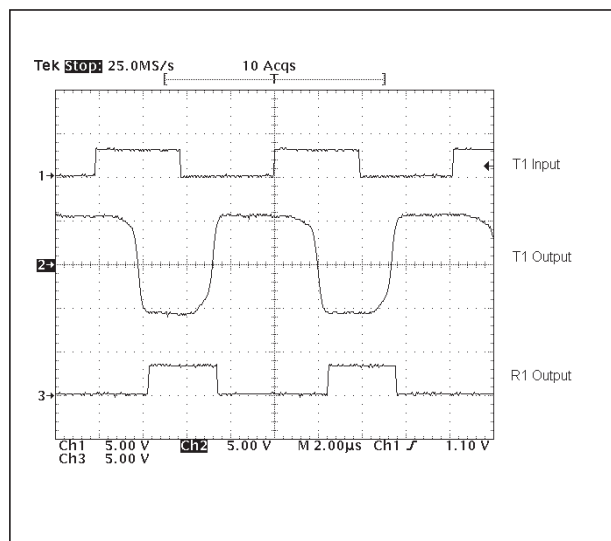 Tek Stop: 25.0MS/s 10 Acqs
1 T1 Input
2 T1 Output
3 R1 Output
Ch1 5.00 V Ch2 5.00 V M 2.00µs Ch1 1.10 V
Ch3 5.00 V